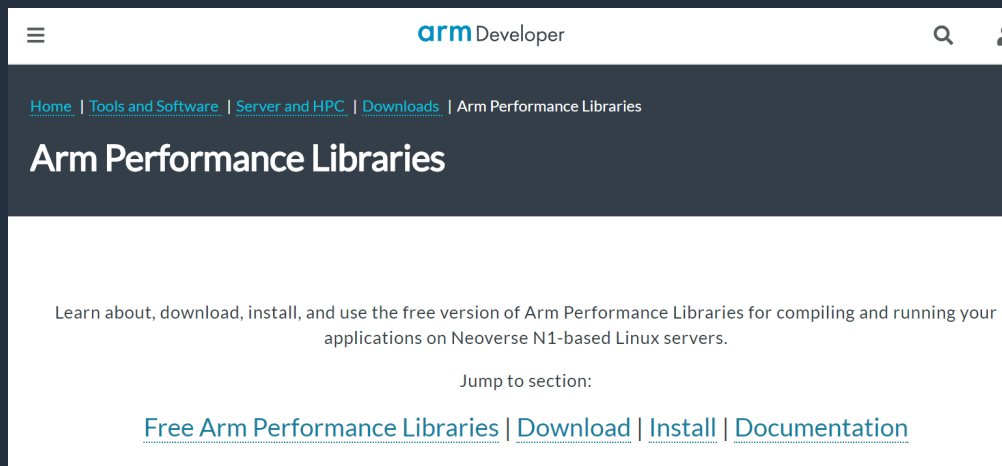 arm Developer
Home | Tools and Software | Server and HPC | Downloads | Arm Performance Libraries
Arm Performance Libraries
Learn about, download, install, and use the free version of Arm Performance Libraries for compiling and running your
applications on Neoverse N1-based Linux servers.
Jump to section:
Free Arm Performance Libraries | Download | Install | Documentation